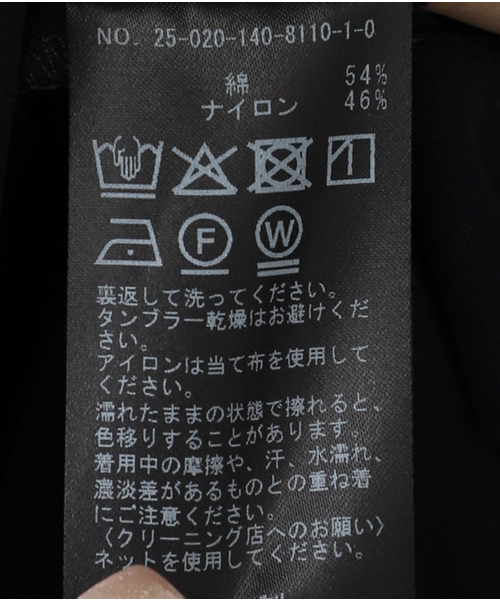 NO. 25-020-140-8110-1-0
綿 54%
ナイロン 46%
F W
裏返して洗ってください。
タンブラー乾燥はお避けくだ
さい。
アイロンは当て布を使用して
ください。
濡れたままの状態で擦れると、
色移りすることがあります。
着用中の摩擦や、汗、水濡れ、
濃淡差があるものとの重ね着
にご注意ください。
〈クリーニング店へのお願い〉
ネットを使用してください。